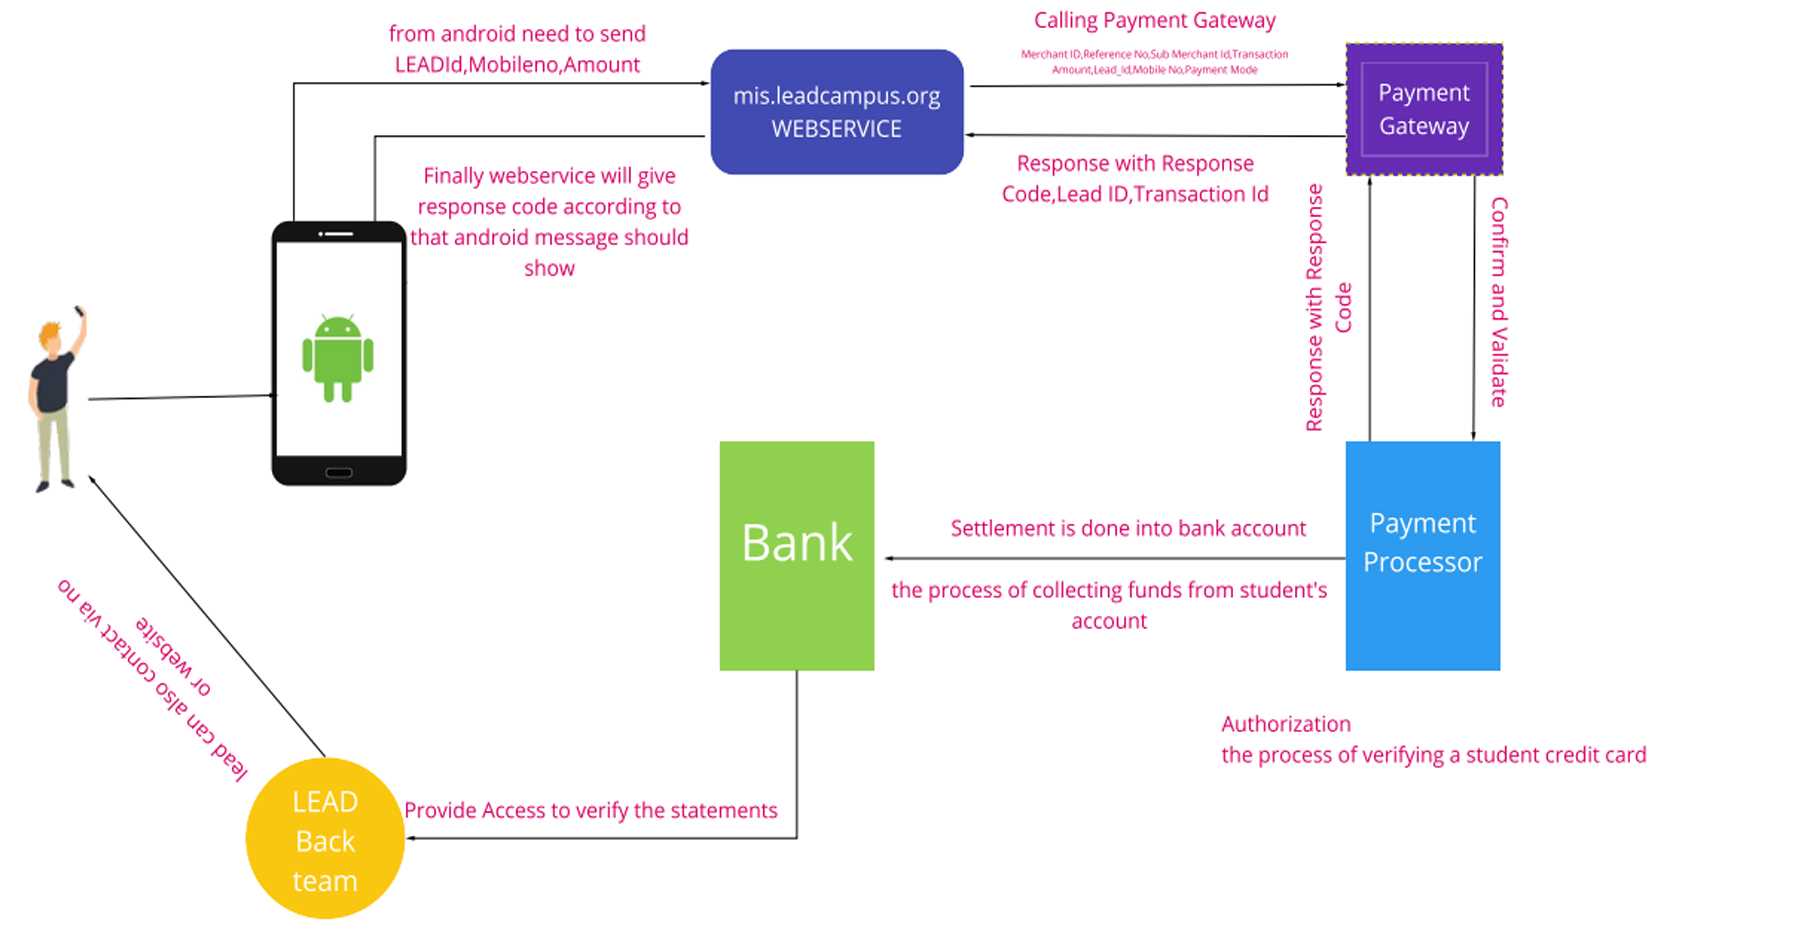 from android need to send
LEADId,Mobileno,Amount
mis.leadcampus.org
WEBSERVICE
Calling Payment Gateway
Merchant ID,Reference No,Sub Merchant Id,Transaction
Amount,Lead_Id,Mobile No,Payment Mode
Payment
Gateway
Finally webservice will give
response code according to
that android message should
show
Response with Response
Code,Lead ID,Transaction Id
Response with Response
Code
Confirm and Validate
Bank
Settlement is done into bank account
the process of collecting funds from student's
account
Payment
Processor
Authorization
the process of verifying a student credit card
lead can also contact via no
or website
LEAD
Back
team
Provide Access to verify the statements